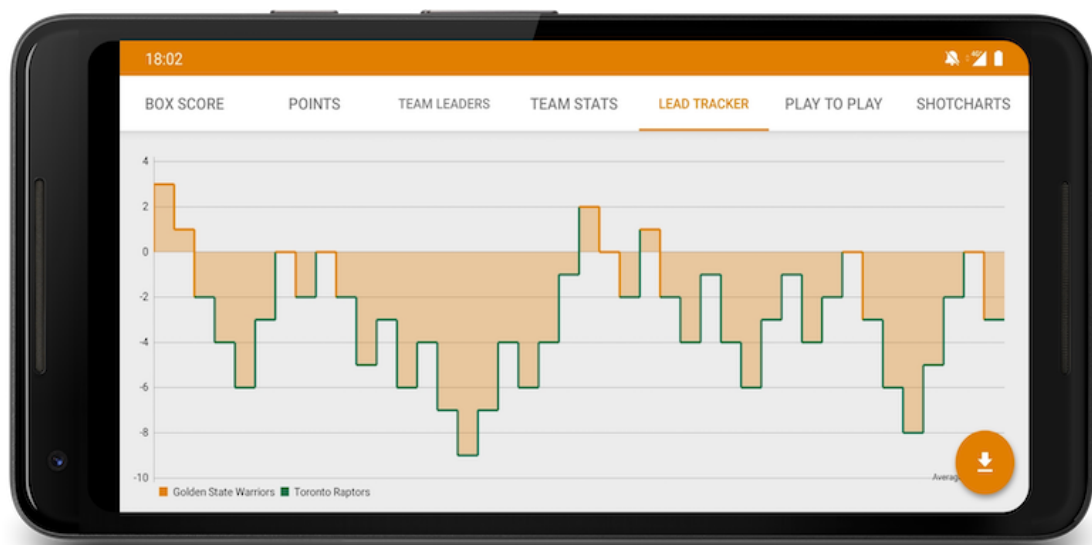 18:02
4G
BOX SCORE
POINTS
TEAM LEADERS
TEAM STATS
LEAD TRACKER
PLAY TO PLAY
SHOTCHARTS
4
2
0
-2
-4
-6
-8
-10
Golden State Warriors
Toronto Raptors